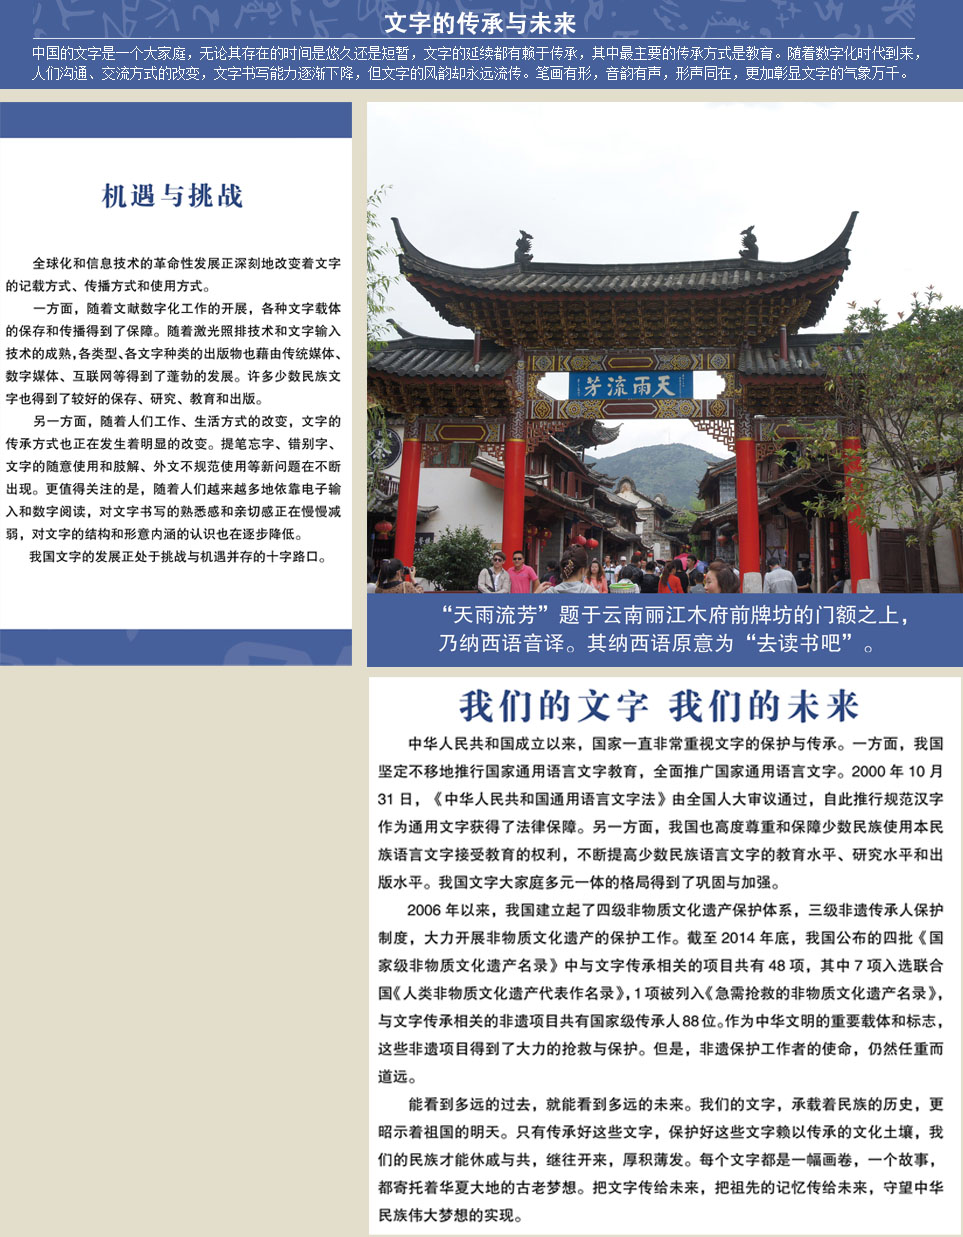 文字的传承与未来
中国的文字是一个大家庭，无论其存在的时间是悠久还是短暂，文字的延续都有赖于传承，其中最主要的传承方式是教育。随着数字化时代到来，
人们沟通、交流方式的改变，文字书写能力逐渐下降，但文字的风韵却永远流传。笔画有形，音韵有声，形声同在，更加彰显文字的气象万千。
机遇与挑战
全球化和信息技术的革命性发展正深刻地改变着文字
的记载方式、传播方式和使用方式。
一方面，随着文献数字化工作的开展，各种文字载体
的保存和传播得到了保障。随着激光照排技术和文字输入
技术的成熟，各类型、各文字种类的出版物也藉由传统媒体、
数字媒体、互联网等得到了蓬勃的发展。许多少数民族文
字也得到了较好的保存、研究、教育和出版。
另一方面，随着人们工作、生活方式的改变，文字的
传承方式也正在发生着明显的改变。提笔忘字、错别字、
文字的随意使用和肢解、外文不规范使用等新问题在不断
出现。更值得关注的是，随着人们越来越多地依靠电子输
入和数字阅读，对文字书写的熟悉感和亲切感正在慢慢减
弱，对文字的结构和形意内涵的认识也在逐步降低。
我国文字的发展正处于挑战与机遇并存的十字路口。
芳流雨天
“天雨流芳”题于云南丽江木府前牌坊的门额之上，
乃纳西语音译。其纳西语原意为“去读书吧”。
我们的文字 我们的未来
中华人民共和国成立以来，国家一直非常重视文字的保护与传承。一方面，我国
坚定不移地推行国家通用语言文字教育，全面推广国家通用语言文字。2000 年 10 月
31 日，《中华人民共和国通用语言文字法》由全国人大审议通过，自此推行规范汉字
作为通用文字获得了法律保障。另一方面，我国也高度尊重和保障少数民族使用本民
族语言文字接受教育的权利，不断提高少数民族语言文字的教育水平、研究水平和出
版水平。我国文字大家庭多元一体的格局得到了巩固与加强。
2006 年以来，我国建立起了四级非物质文化遗产保护体系，三级非遗传承人保护
制度，大力开展非物质文化遗产的保护工作。截至 2014 年底，我国公布的四批《国
家级非物质文化遗产名录》中与文字传承相关的项目共有 48 项，其中 7 项入选联合
国《人类非物质文化遗产代表作名录》，1 项被列入《急需抢救的非物质文化遗产名录》，
与文字传承相关的非遗项目共有国家级传承人 88 位。作为中华文明的重要载体和标志，
这些非遗项目得到了大力的抢救与保护。但是，非遗保护工作者的使命，仍然任重而
道远。
能看到多远的过去，就能看到多远的未来。我们的文字，承载着民族的历史，更
昭示着祖国的明天。只有传承好这些文字，保护好这些文字赖以传承的文化土壤，我
们的民族才能休戚与共，继往开来，厚积薄发。每个文字都是一幅画卷，一个故事，
都寄托着华夏大地的古老梦想。把文字传给未来，把祖先的记忆传给未来，守望中华
民族伟大梦想的实现。